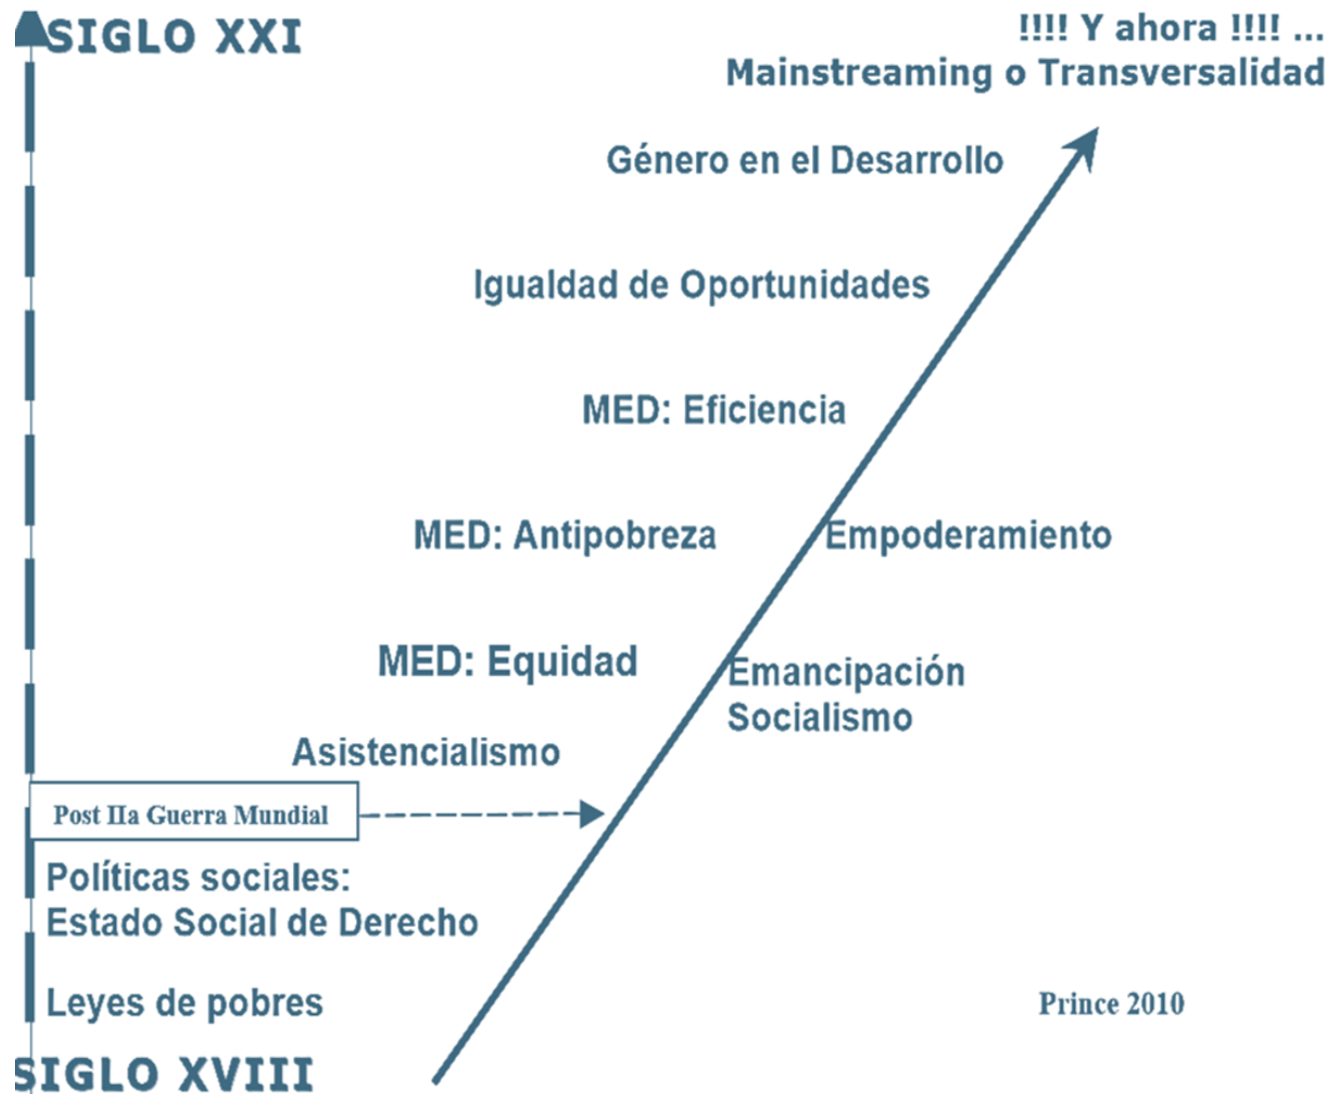 SIGLO XXI
!!!! Y ahora !!!! ...
Mainstreaming o Transversalidad
Género en el Desarrollo
Igualdad de Oportunidades
MED: Eficiencia
MED: Antipobreza
Empoderamiento
MED: Equidad
Emancipación
Socialismo
Asistencialismo
Post IIa Guerra Mundial
Políticas sociales:
Estado Social de Derecho
Leyes de pobres
Prince 2010
SIGLO XVIII